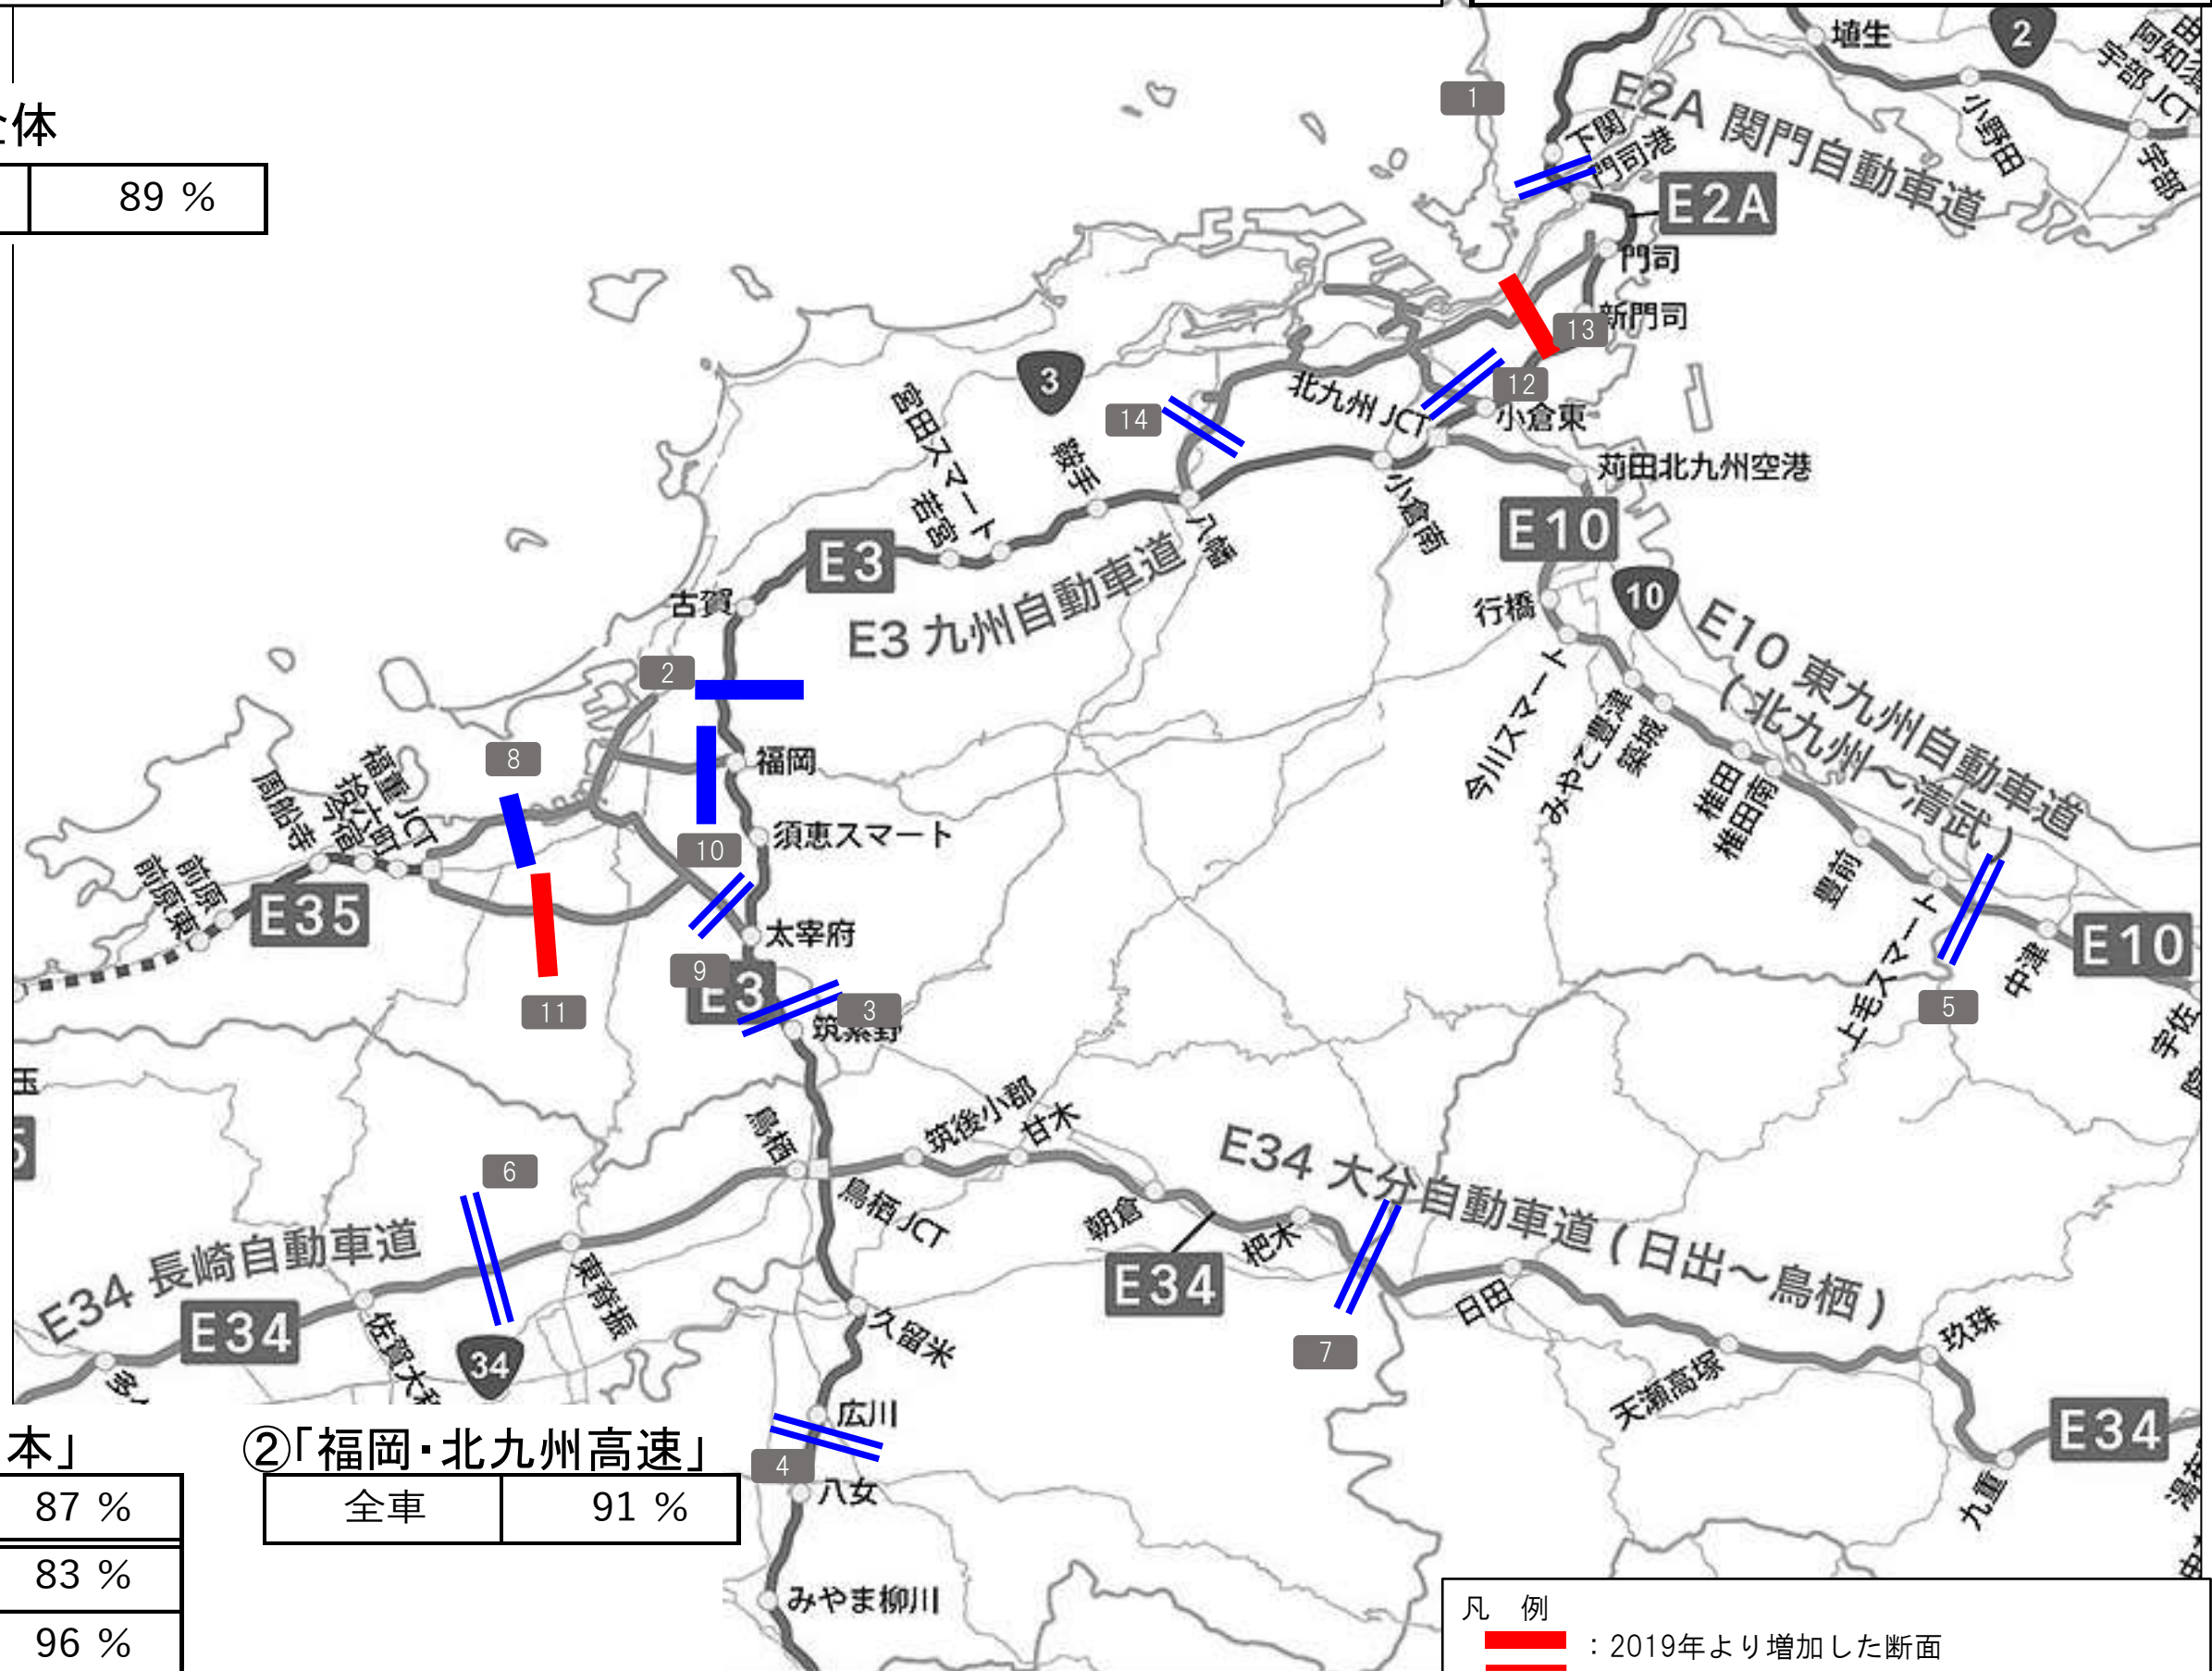 全体
89 %
1
2
埴生
宇部JCT
小野田
宇部
E2A 関門自動車道
下関
門司港
E2A
門司
新門司
13
12
3
14
北九州 JCT
小倉東
苅田北九州空港
宮田スマート
若宮
鞍手
八幡
小倉南
E10
E3
E3 九州自動車道
古賀
行橋
10
E10 東九州自動車道
(北九州～清武)
今川スマート
みやこ豊津
築城
椎田
椎田南
豊前
上毛スマート
中津
E10
宇佐
5
2
福岡
8
福重 JCT
拾六町
今宿
周船寺
前原
前原東
E35
須恵スマート
10
太宰府
9
E3
3
筑紫野
11
鳥栖
筑後小郡
甘木
鳥栖 JCT
朝倉
杷木
E34
E34 大分自動車道 (日出～鳥栖)
7
日田
天瀬高塚
玖珠
九重
E34
6
E34 長崎自動車道
E34
東脊振
佐賀大和
34
久留米
広川
4
八女
みやま柳川
本」
87 %
83 %
96 %
②「福岡・北九州高速」
全車 91 %
凡 例
：2019年より増加した断面